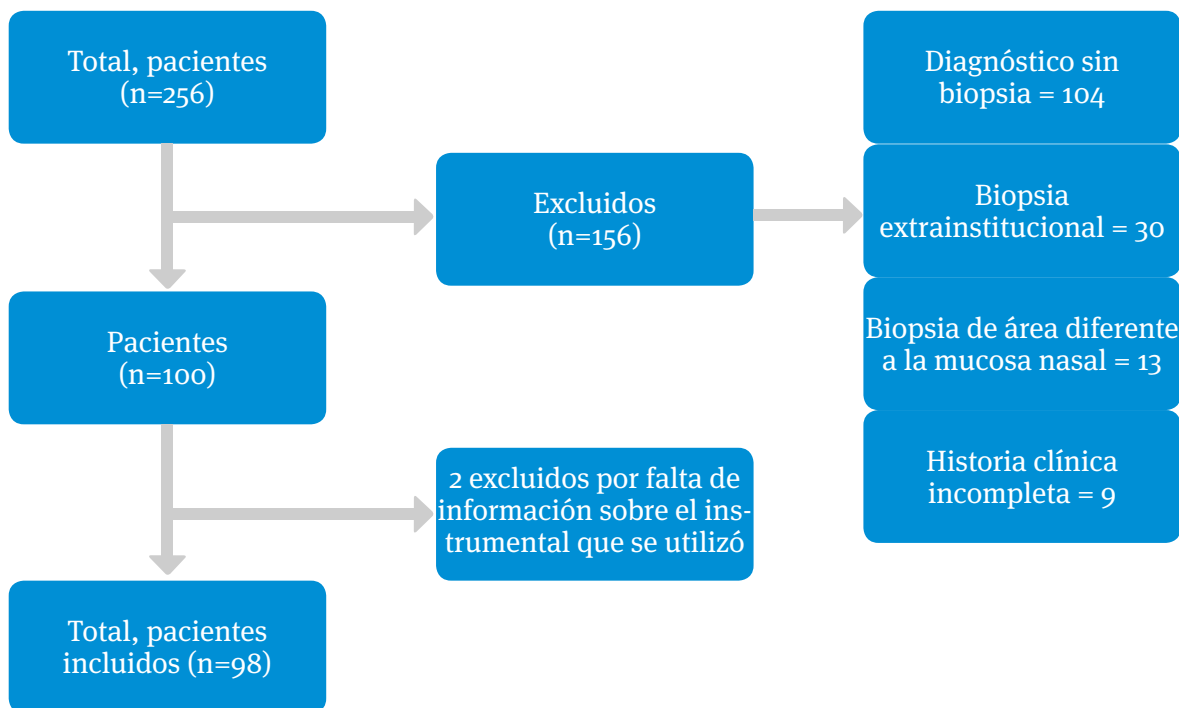 Total, pacientes
(n=256)
Excluidos
(n=156)
Diagnóstico sin
biopsia = 104
Biopsia
extrainstitucional = 30
Biopsia de área diferente
a la mucosa nasal = 13
Historia clínica
incompleta = 9
Pacientes
(n=100)
2 excluidos por falta de
información sobre el ins-
trumental que se utilizó
Total, pacientes
incluidos (n=98)